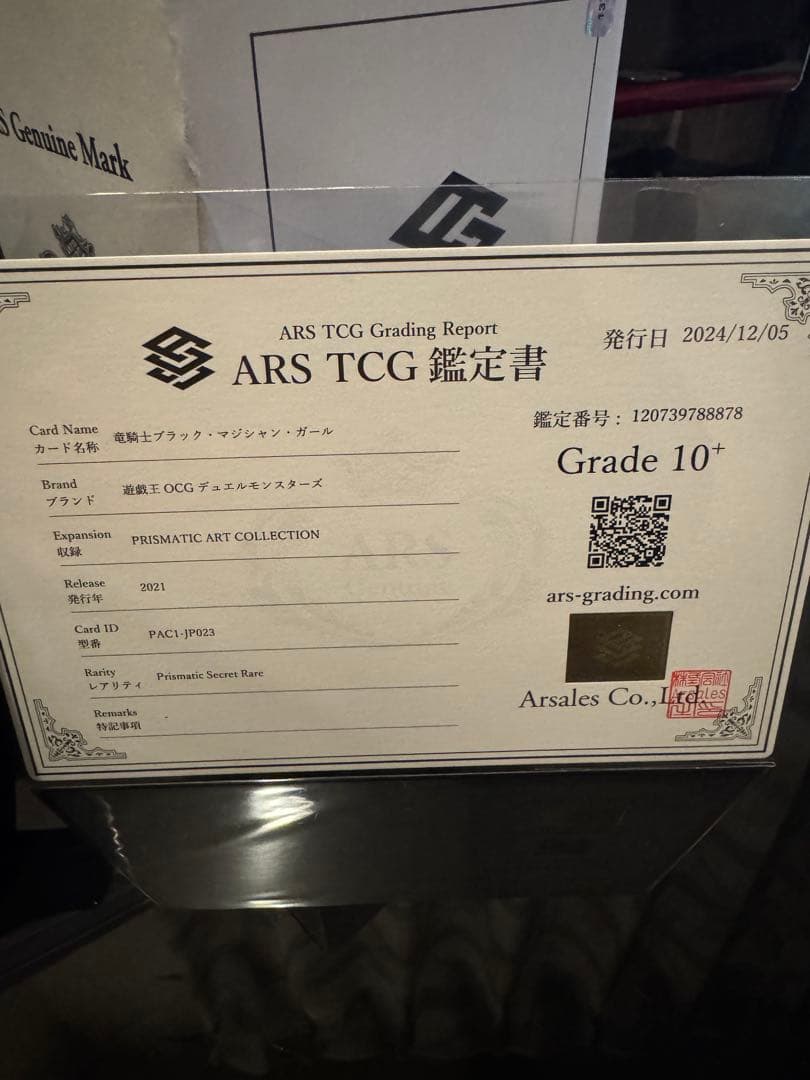 S Genuine Mark
ARS TCG Grading Report
ARS TCG 鑑定書
発行日 2024/12/05
鑑定番号: 120739788878
Grade 10+
ars-grading.com
Arsales Co.,Ltd.
Card Name
カード名称
竜騎士ブラック・マジシャン・ガール
Brand
ブランド
遊戯王 OCG デュエルモンスターズ
Expansion
収録
PRISMATIC ART COLLECTION
Release
発行年
2021
Card ID
型番
PAC1-JP023
Rarity
レアリティ
Prismatic Secret Rare
Remarks
特記事項
-
株式会社
Arsales